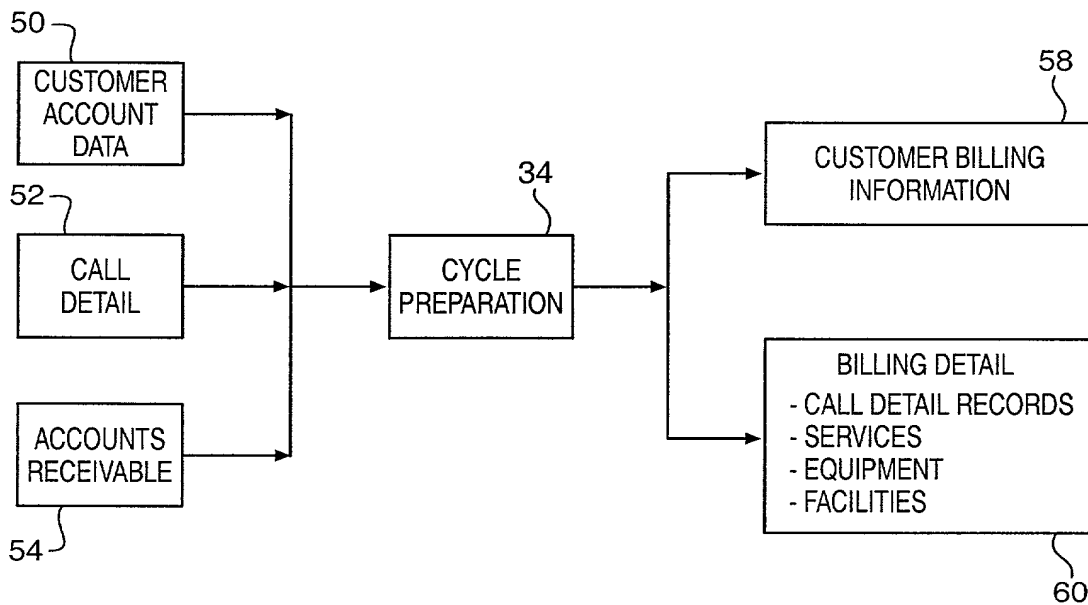 50
CUSTOMER
ACCOUNT
DATA
52
CALL
DETAIL
ACCOUNTS
RECEIVABLE
54
34
CYCLE
PREPARATION
58
CUSTOMER BILLING
INFORMATION
BILLING DETAIL
- CALL DETAIL RECORDS
- SERVICES
- EQUIPMENT
- FACILITIES
60